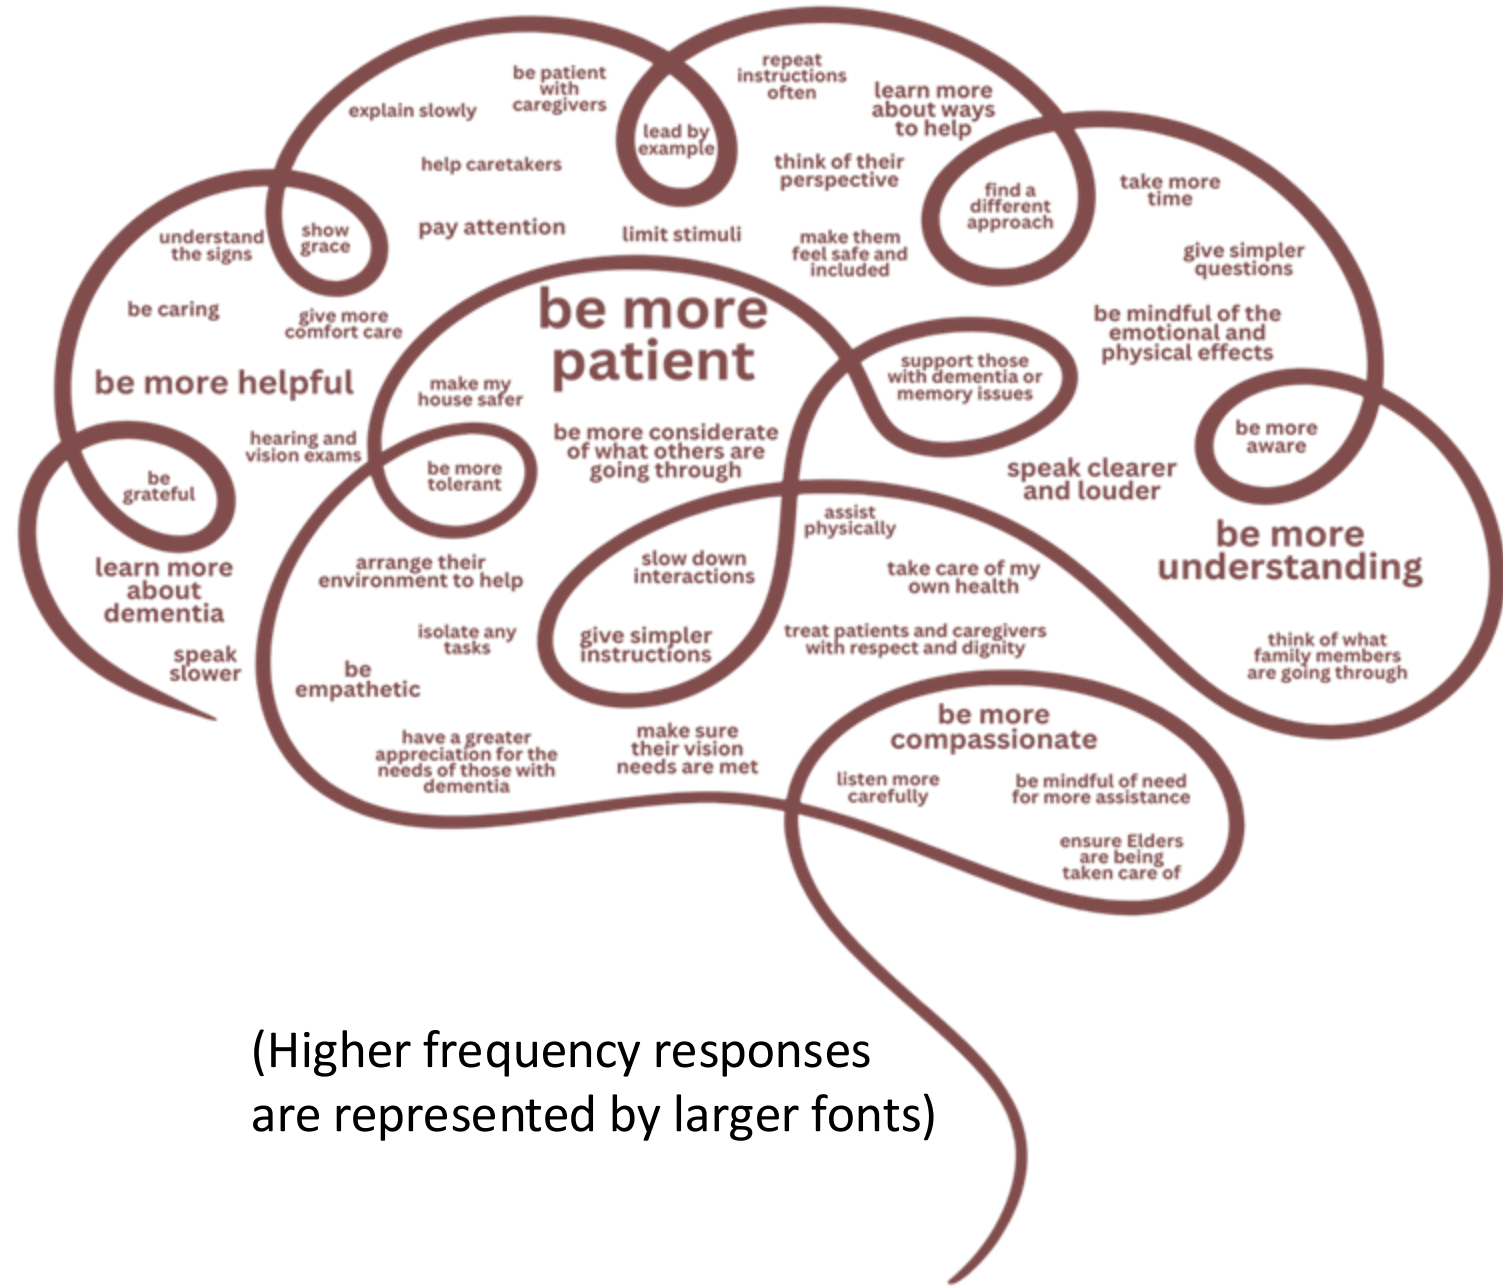 be patient
with
caregivers
repeat
instructions
often
explain slowly
learn more
about ways
to help
lead by
example
help caretakers
think of their
perspective
find a
different
approach
take more
time
understand
the signs
show
grace
pay attention
limit stimuli
make them
feel safe and
included
give simpler
questions
be caring
give more
comfort care
be more
patient
be mindful of the
emotional and
physical effects
be more helpful
make my
house safer
support those
with dementia or
memory issues
hearing and
vision exams
be more considerate
of what others are
going through
be more
aware
be
grateful
be more
tolerant
speak clearer
and louder
assist
physically
be more
understanding
learn more
about
dementia
arrange their
environment to help
slow down
interactions
take care of my
own health
speak
slower
isolate any
tasks
give simpler
instructions
treat patients and caregivers
with respect and dignity
think of what
family members
are going through
be
empathetic
be more
compassionate
have a greater
appreciation for the
needs of those with
dementia
make sure
their vision
needs are met
listen more
carefully
be mindful of need
for more assistance
ensure Elders
are being
taken care of
(Higher frequency responses
are represented by larger fonts)